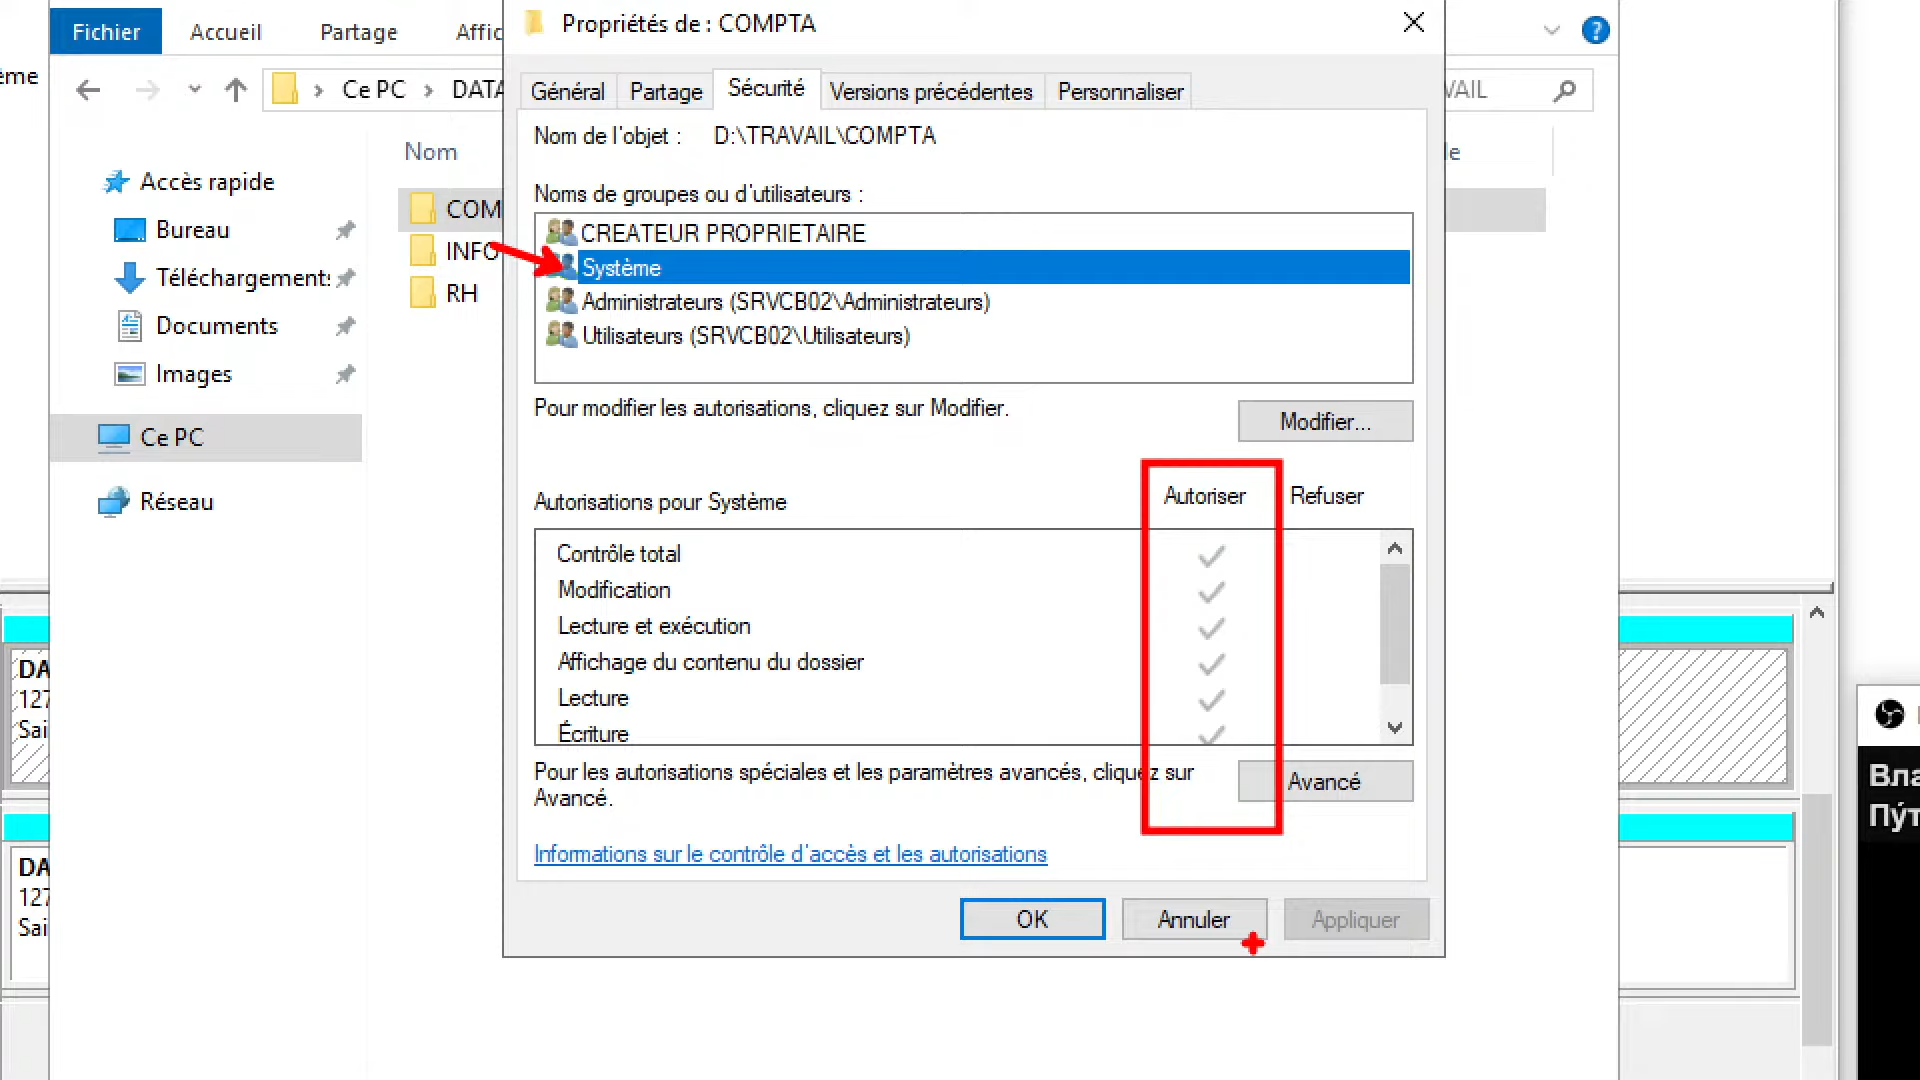 Fichier
Accueil
Partage
Affic
Propriétés de : COMPTA
ème
Ce PC
DATA
VAIL
Général
Partage
Sécurité
Versions précédentes
Personnaliser
Nom de l'objet :
D:\TRAVAIL\COMPTA
Nom
le
Accès rapide
Bureau
Téléchargements
Documents
Images
Ce PC
Réseau
COM
INFO
RH
Noms de groupes ou d'utilisateurs :
CREATEUR PROPRIETAIRE
Système
Administrateurs (SRVCB02\Administrateurs)
Utilisateurs (SRVCB02\Utilisateurs)
Pour modifier les autorisations, cliquez sur Modifier.
Modifier...
Autorisations pour Système
Autoriser
Refuser
Contrôle total
Modification
Lecture et exécution
Affichage du contenu du dossier
Lecture
Écriture
Pour les autorisations spéciales et les paramètres avancés, cliquez sur
Avancé.
Avancé
Informations sur le contrôle d'accès et les autorisations
OK
Annuler
Appliquer
DA
127
Sai
DA
127
Sai
Вла
Пу́т